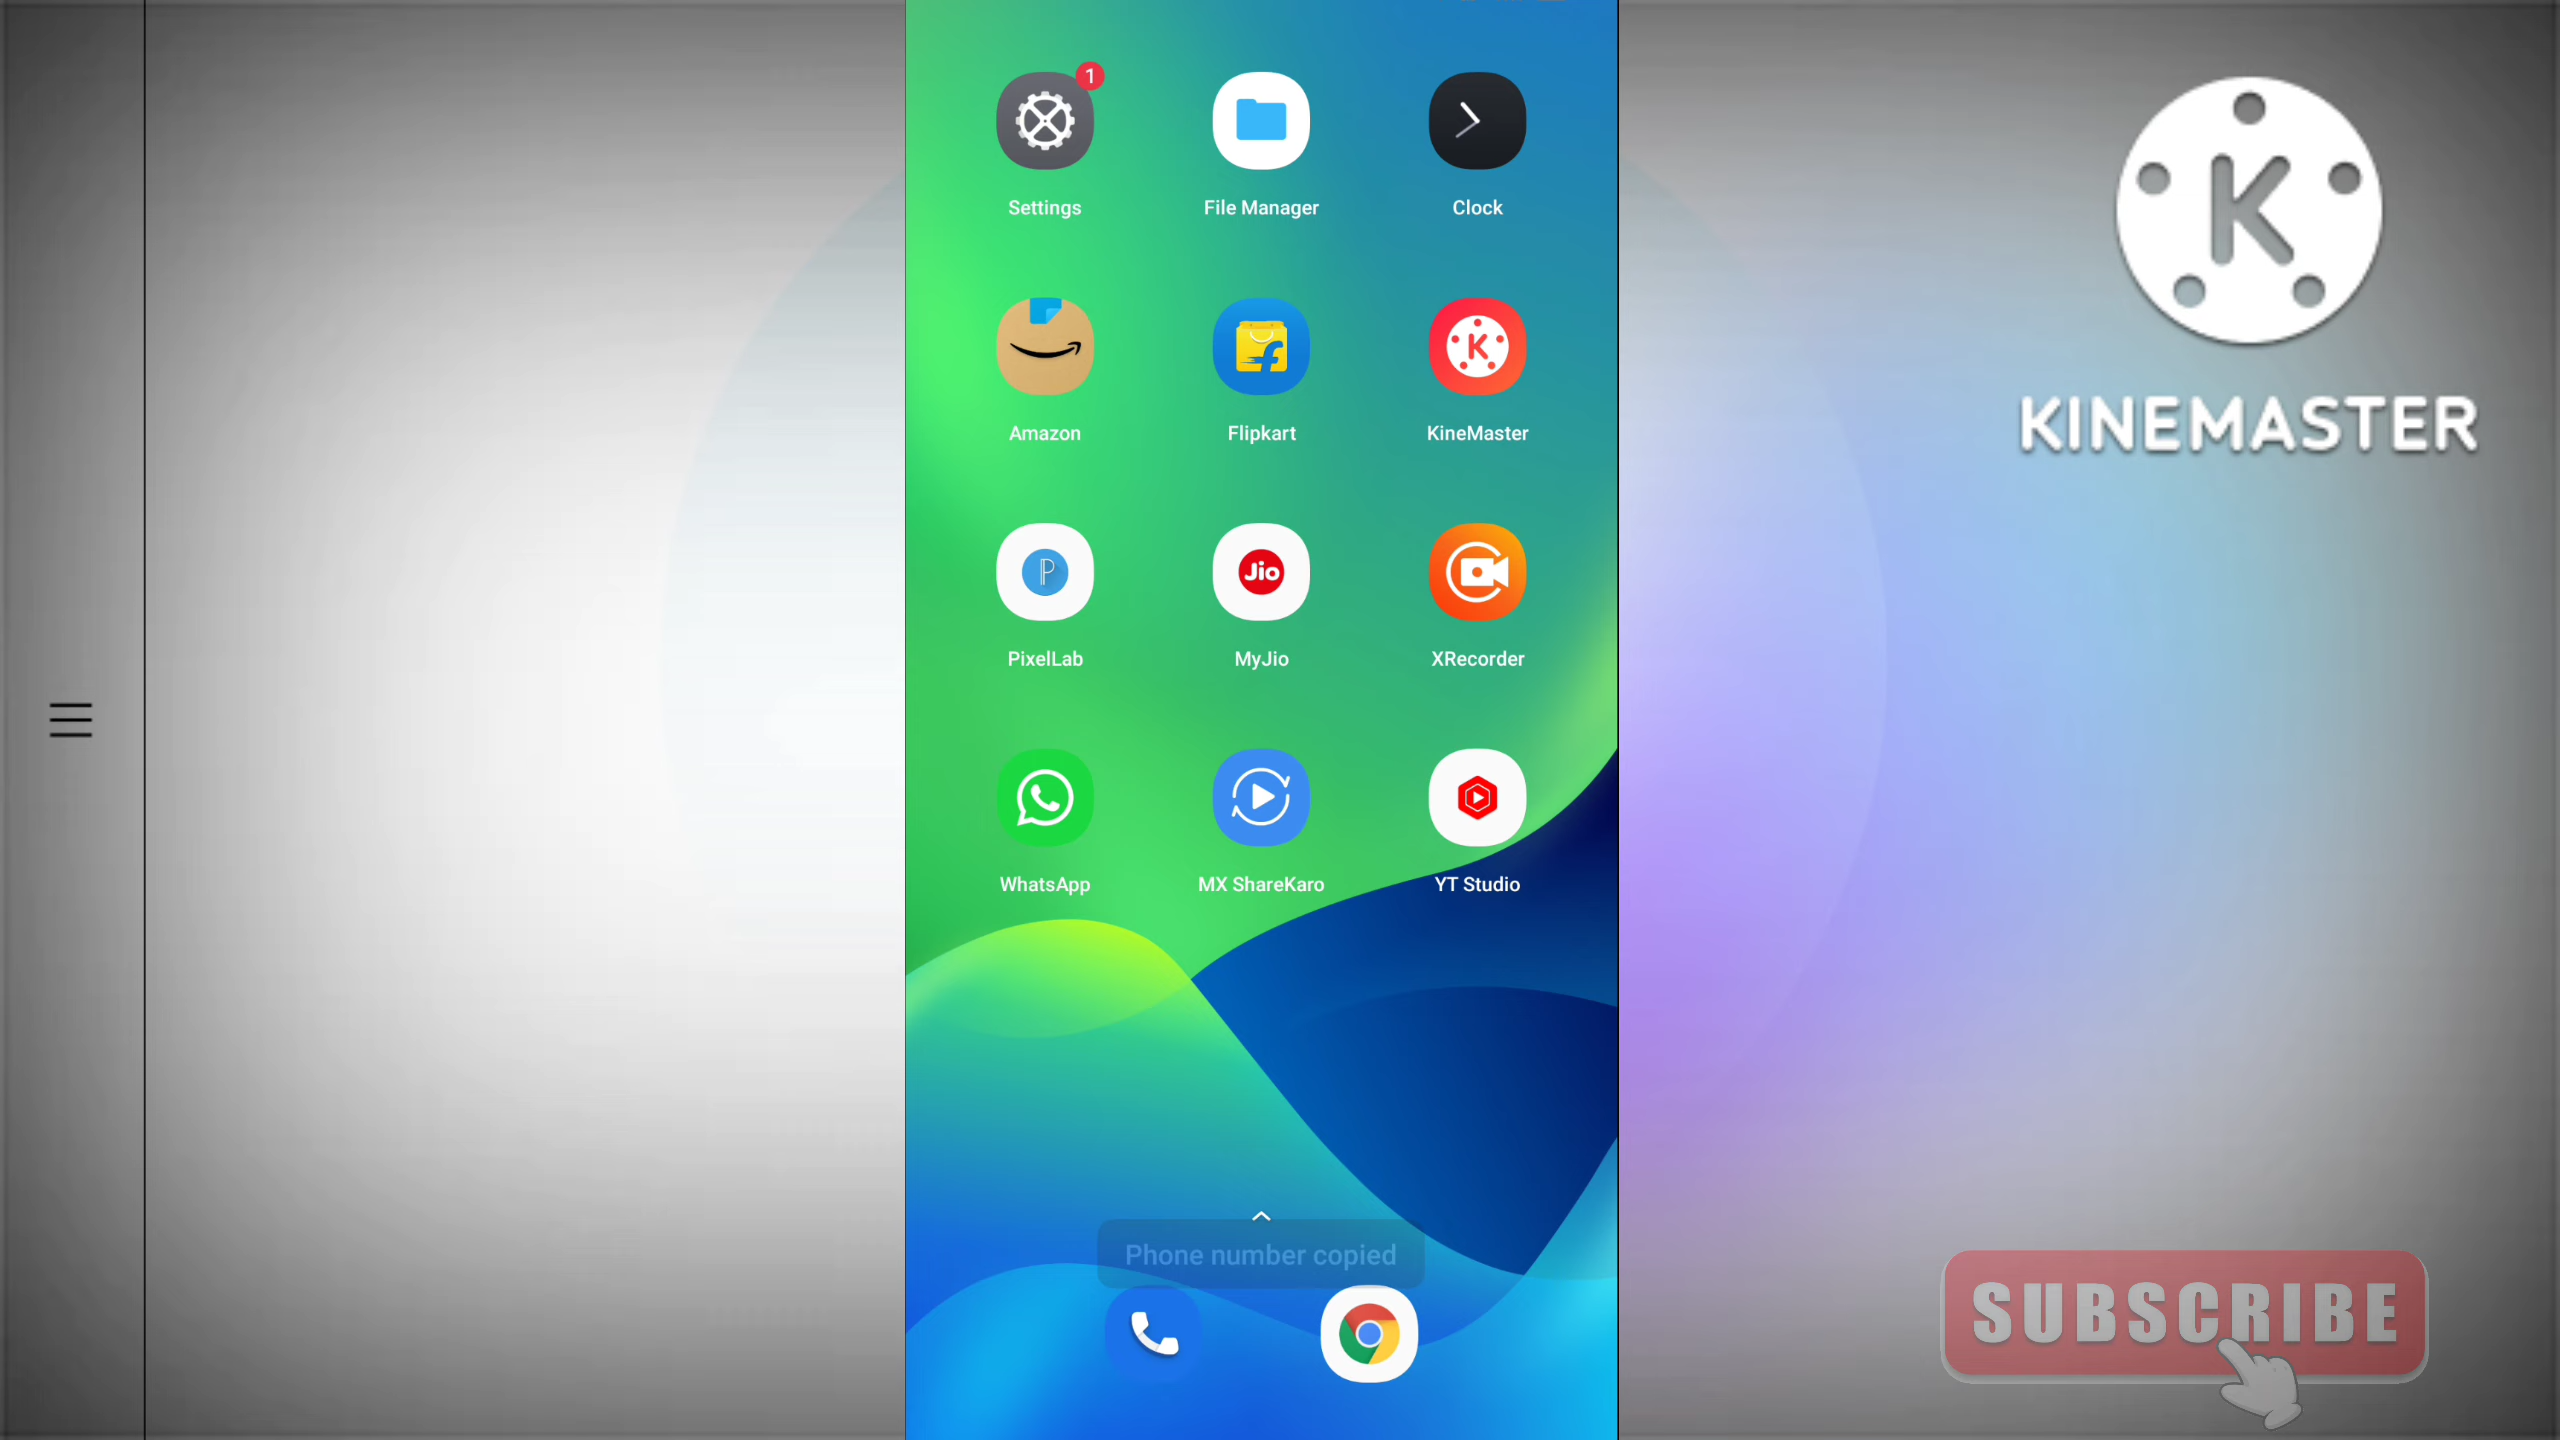 1
Settings
File Manager
Clock
Amazon
Flipkart
KineMaster
PixelLab
Jio
MyJio
XRecorder
WhatsApp
MX ShareKaro
YT Studio
Phone number copied
K
KINEMASTER
SUBSCRIBE